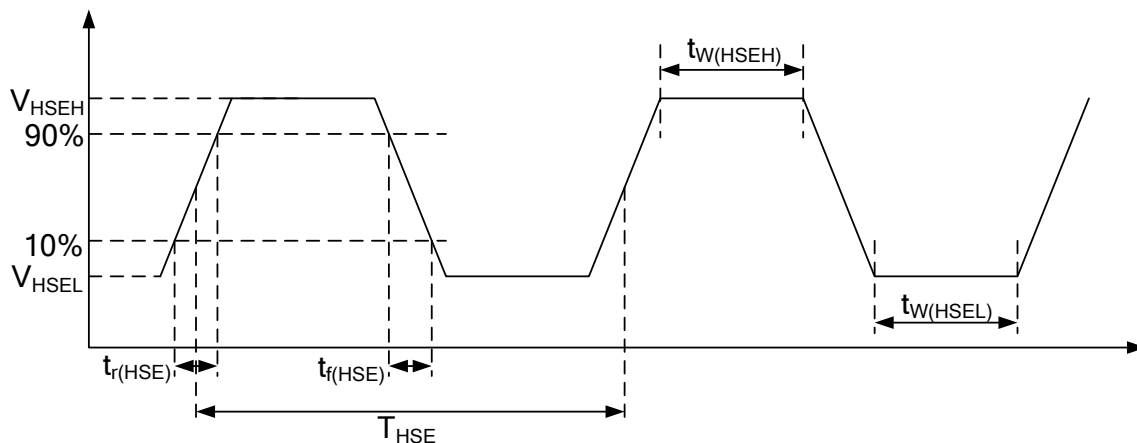 tW(HSEH)
VHSEH
90%
10%
VHSEL
tW(HSEL)
tr(HSE)
tf(HSE)
THSE